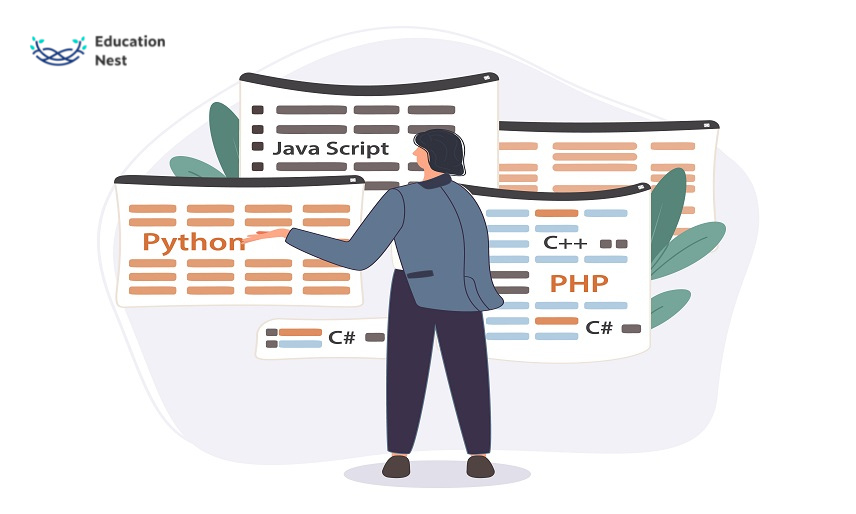 Education
Nest
Java Script
Python
C++
PHP
C#
C#